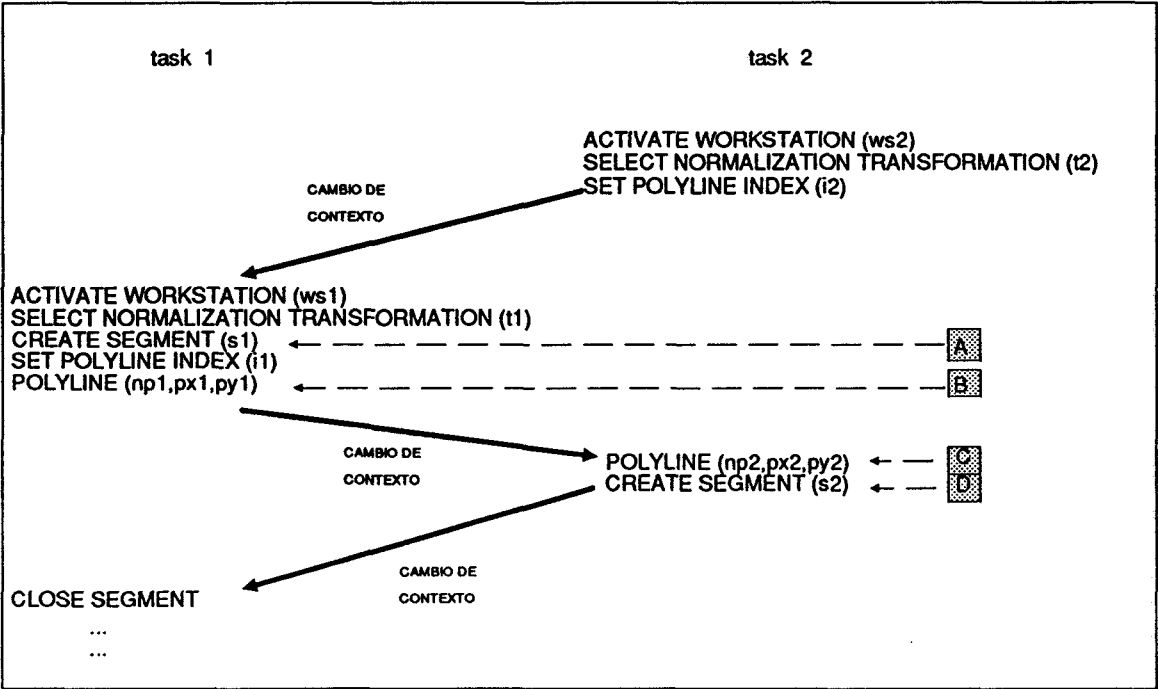 task 1
task 2
ACTIVATE WORKSTATION (ws2)
SELECT NORMALIZATION TRANSFORMATION (t2)
SET POLYLINE INDEX (i2)
CAMBIO DE
CONTEXTO
ACTIVATE WORKSTATION (ws1)
SELECT NORMALIZATION TRANSFORMATION (t1)
CREATE SEGMENT (s1)
A
SET POLYLINE INDEX (i1)
POLYLINE (np1,px1,py1)
B
CAMBIO DE
CONTEXTO
POLYLINE (np2,px2,py2)
C
CREATE SEGMENT (s2)
D
CAMBIO DE
CONTEXTO
CLOSE SEGMENT
...
...